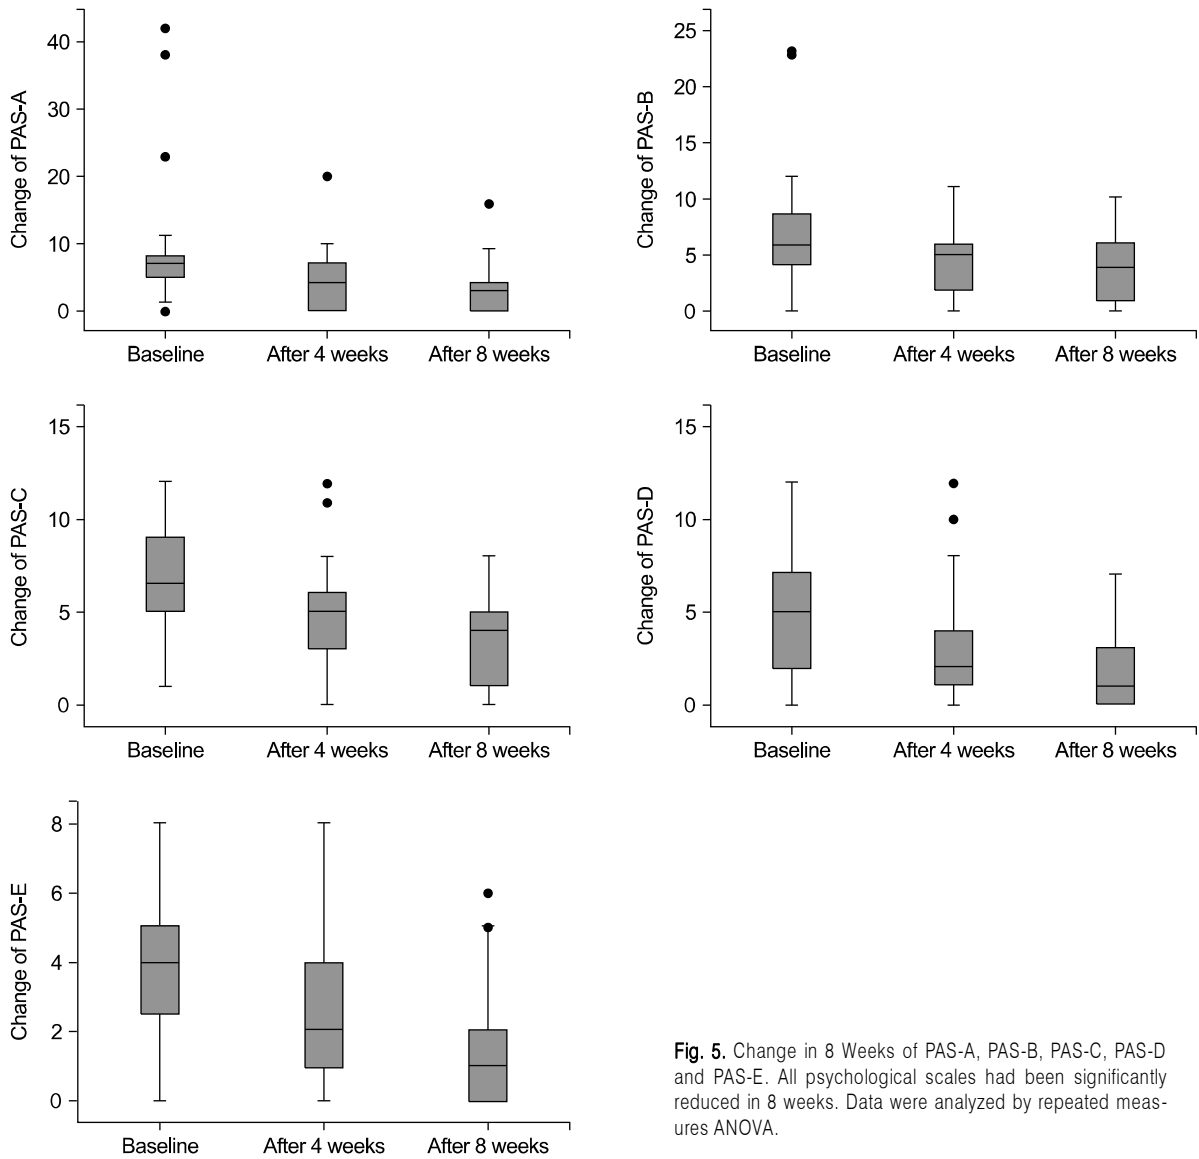 Change of PAS-A
40
30
20
10
0
Baseline After 4 weeks After 8 weeks
Change of PAS-B
25
20
15
10
5
0
Baseline After 4 weeks After 8 weeks
Change of PAS-C
15
10
5
0
Baseline After 4 weeks After 8 weeks
Change of PAS-D
15
10
5
0
Baseline After 4 weeks After 8 weeks
Change of PAS-E
8
6
4
2
0
Baseline After 4 weeks After 8 weeks
Fig. 5. Change in 8 Weeks of PAS-A, PAS-B, PAS-C, PAS-D
and PAS-E. All psychological scales had been significantly
reduced in 8 weeks. Data were analyzed by repeated meas-
ures ANOVA.